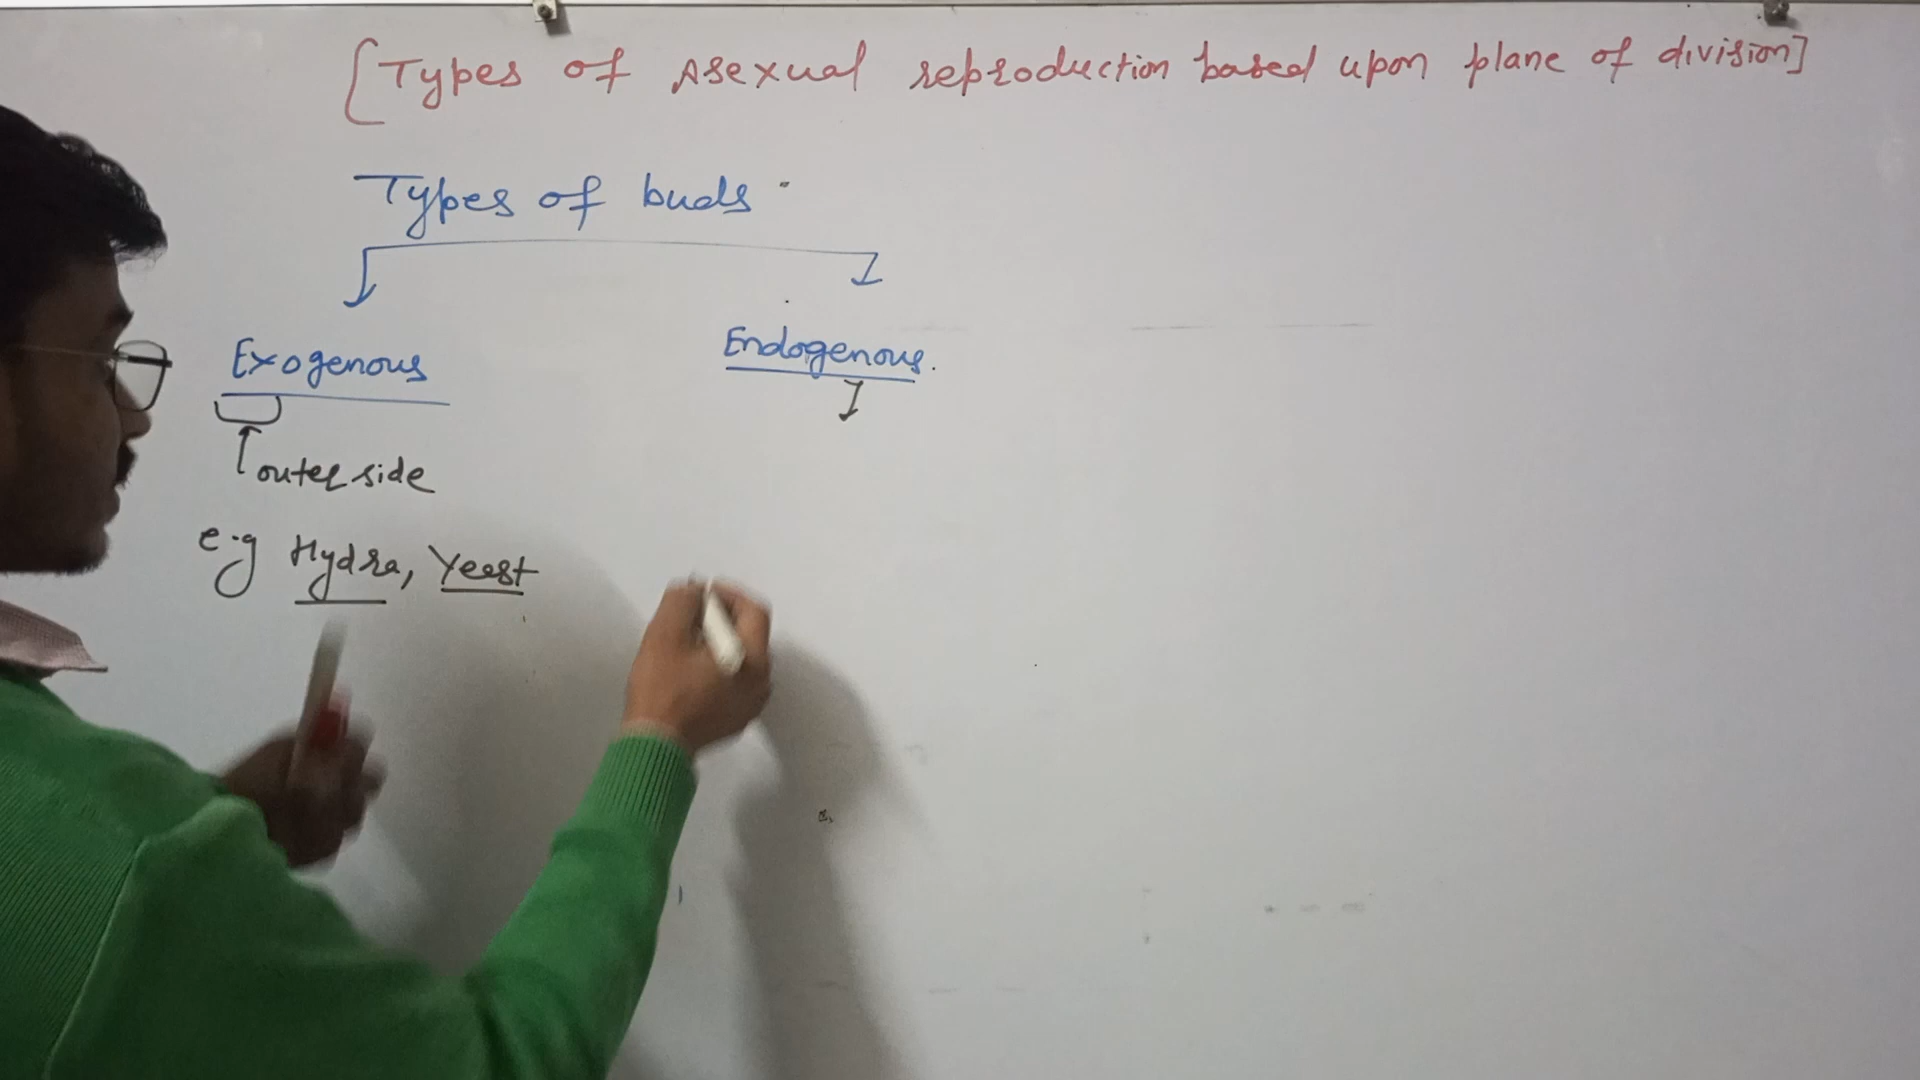 [Types of Asexual reproduction based upon plane of division]
Types of buds
Exogenous
Endogenous.
outer side
e.g Hydra, Yeast